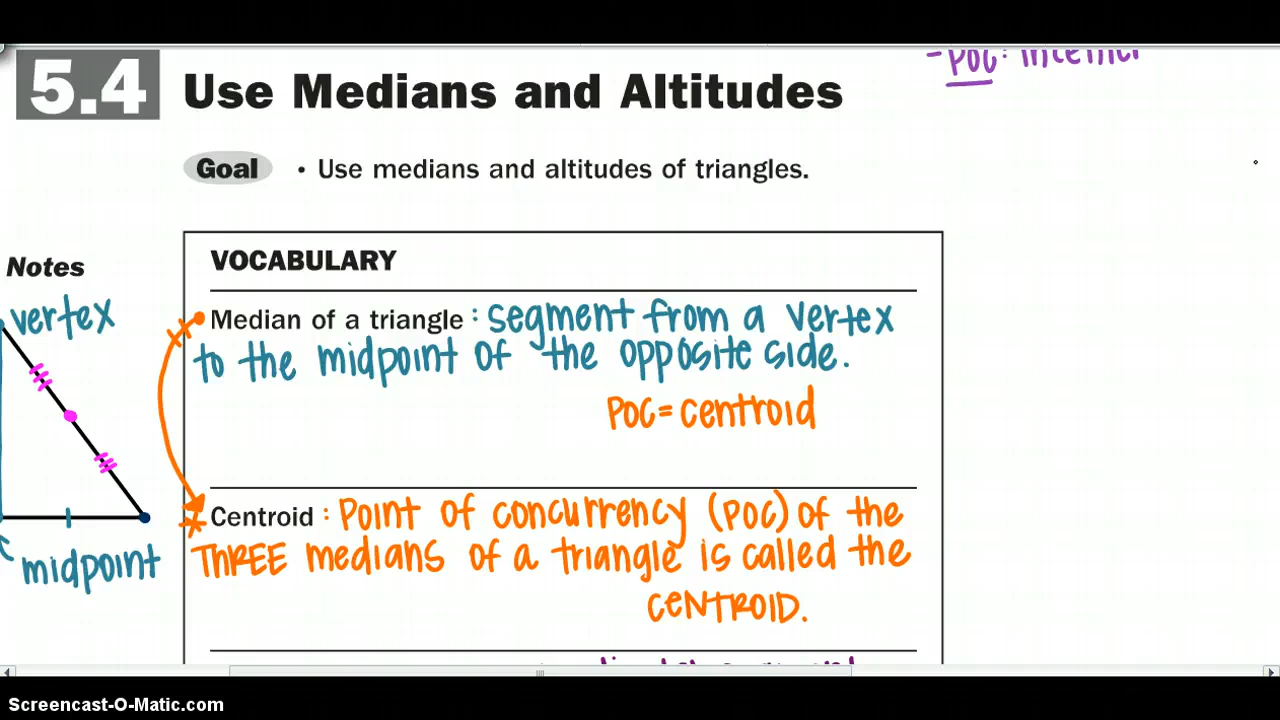 - POC:
5.4 Use Medians and Altitudes
Goal • Use medians and altitudes of triangles.
Notes
vertex
midpoint
VOCABULARY
Median of a triangle : segment from a vertex
to the midpoint of the opposite side.
POC = centroid
Centroid : Point of concurrency (POC) of the
THREE medians of a triangle is called the
CENTROID.
Screencast-O-Matic.com